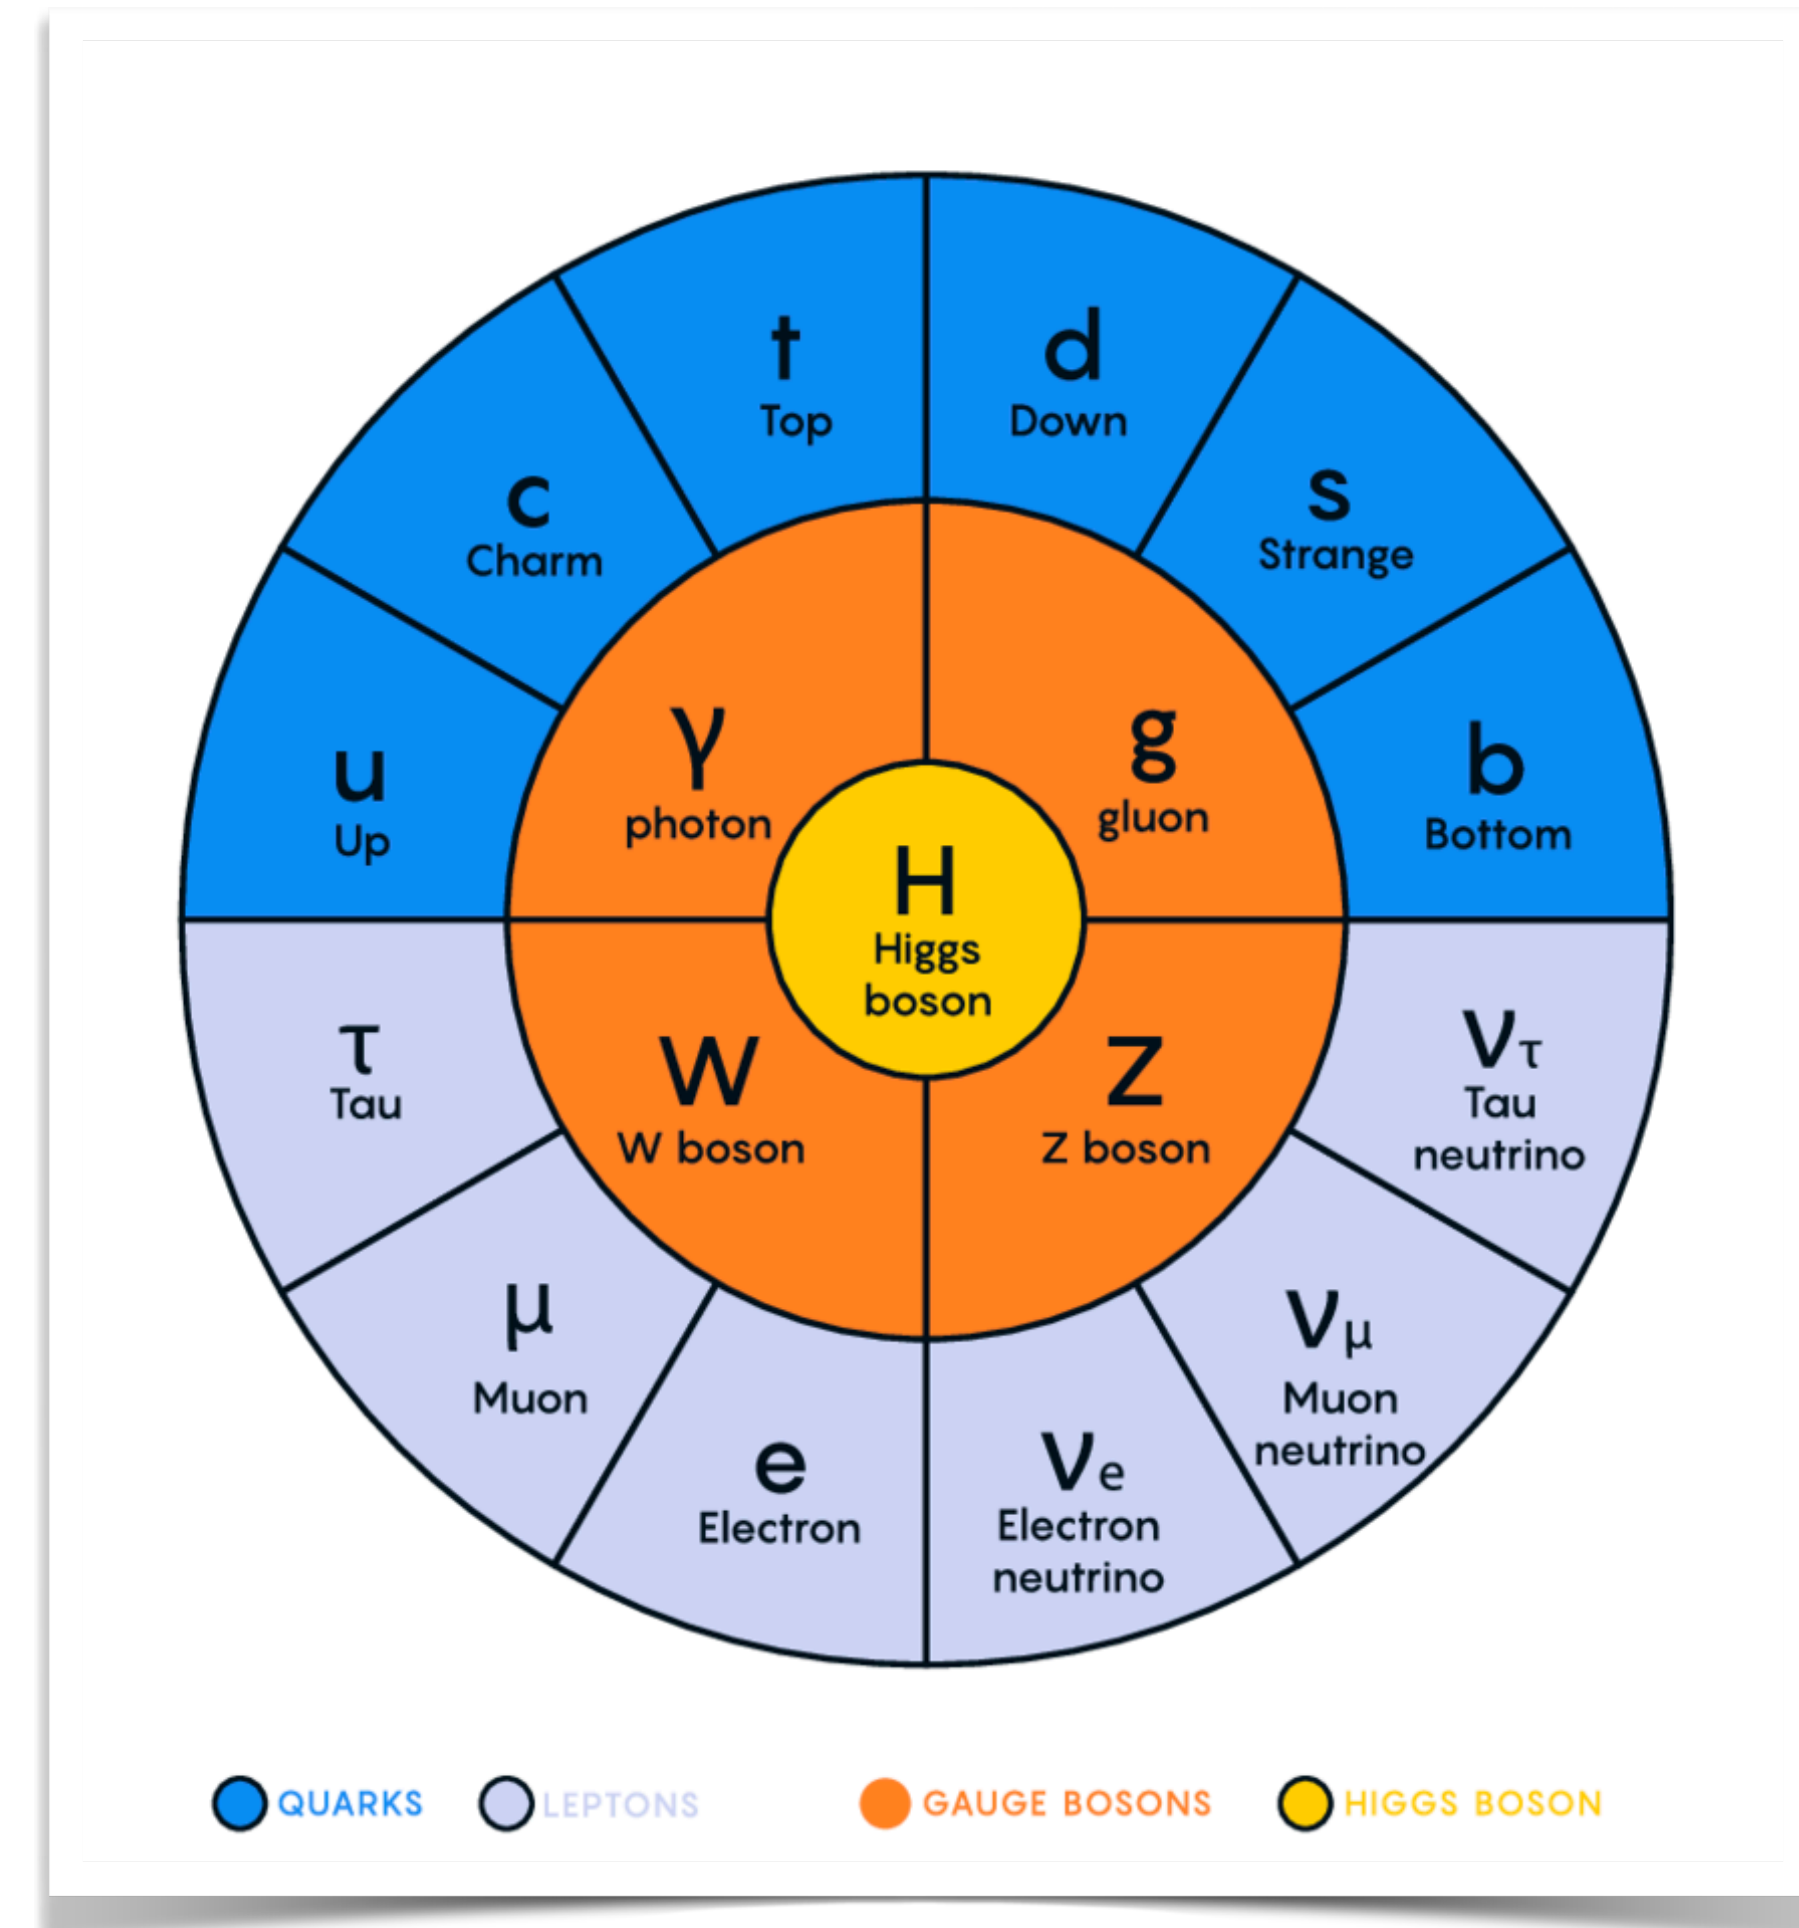 t
Top
d
Down
c
Charm
s
Strange
u
Up
b
Bottom
γ
photon
g
gluon
H
Higgs
boson
W
W boson
Z
Z boson
τ
Tau
ντ
Tau
neutrino
μ
Muon
νμ
Muon
neutrino
e
Electron
νe
Electron
neutrino
QUARKS
LEPTONS
GAUGE BOSONS
HIGGS BOSON